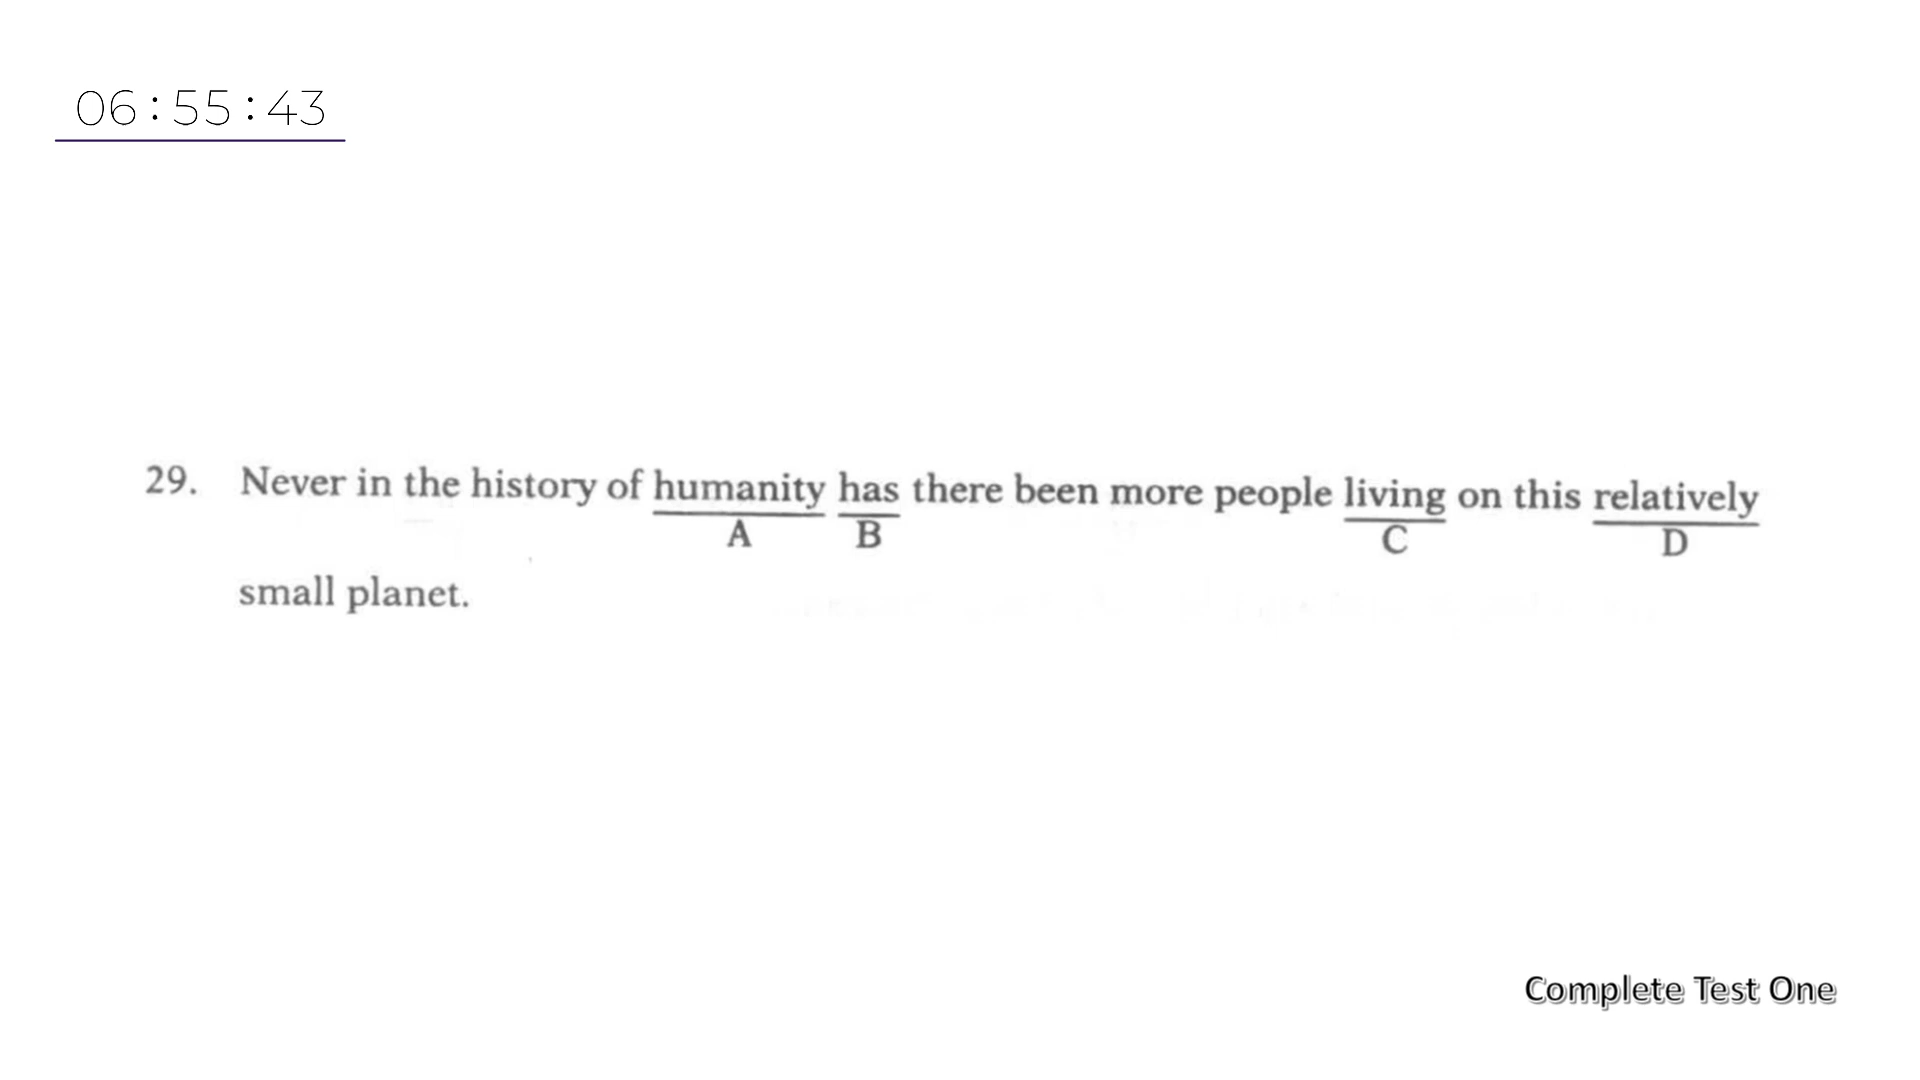 06:55:43
29. Never in the history of humanity has there been more people living on this relatively
A B C D
small planet.
Complete Test One